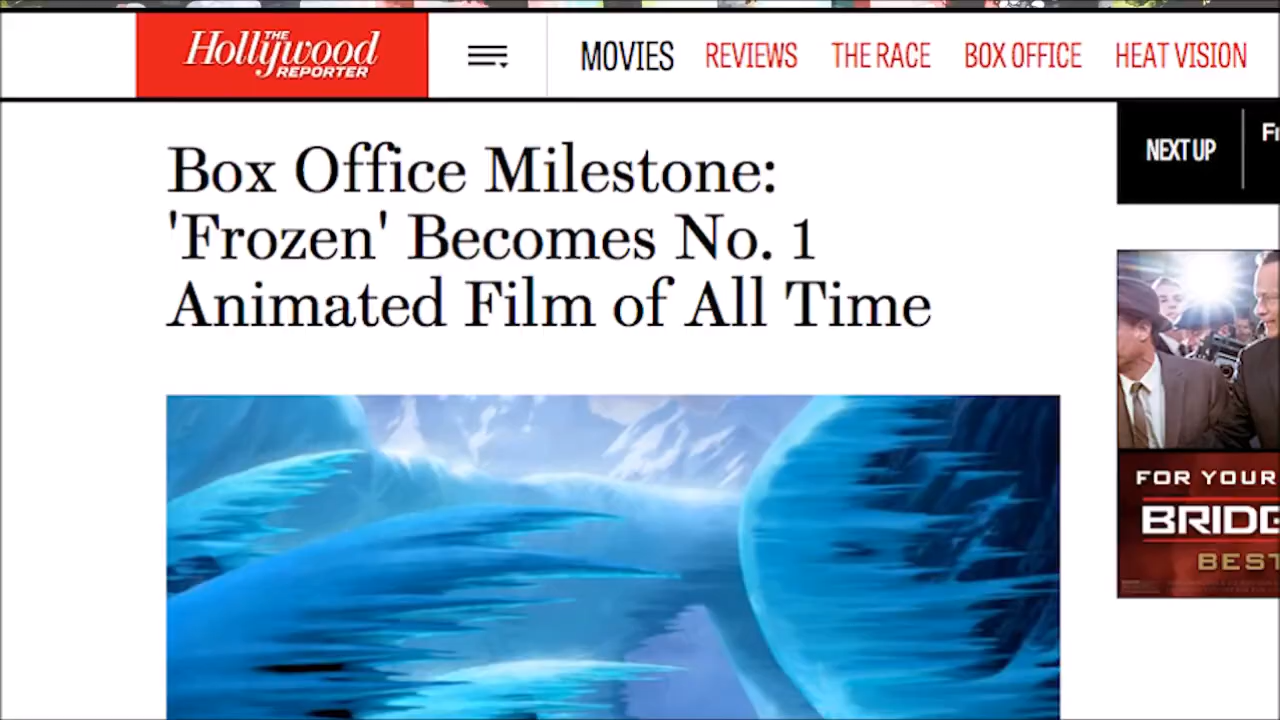 THE
Hollywood
REPORTER
MOVIES REVIEWS THE RACE BOX OFFICE HEAT VISION
NEXT UP
Box Office Milestone:
'Frozen' Becomes No. 1
Animated Film of All Time
FOR YOUR
BEST